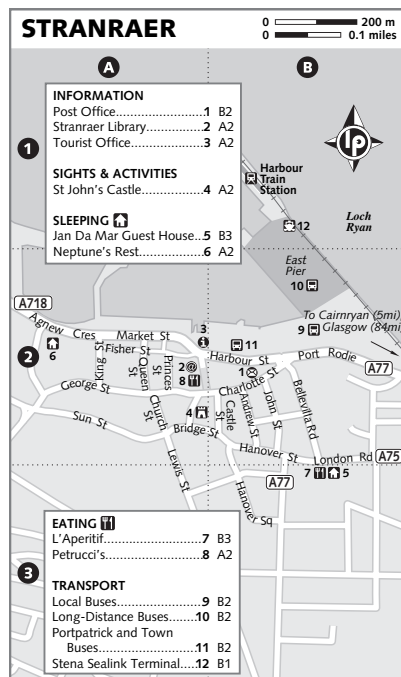 STRANRAER
0 200 m
0 0.1 miles
A
B
1
INFORMATION
Post Office.........................1 B2
Stranraer Library................2 A2
Tourist Office.....................3 A2
SIGHTS & ACTIVITIES
St John's Castle..................4 A2
SLEEPING
Jan Da Mar Guest House...5 B3
Neptune's Rest...................6 A2
lp
Harbour
Train
Station
12
Loch
Ryan
East
Pier
10
To Cairnryan (5mi)
9 Glasgow (84mi)
A718
Agnew Cres
Market St
3
11
Harbour St
Port Rodie
A77
2
6
Fisher St
King St
Queen St
Princes
2 @
8
1
Charlotte St
George St
Church St
4
Castle St
Andrew St
John St
Bellevilla Rd
Sun St
Bridge St
Hanover St
London Rd
A75
Lewis St
A77
7 5
Hanover Sq
3
EATING
L'Aperitif............................7 B3
Petrucci's...........................8 A2
TRANSPORT
Local Buses........................9 B2
Long-Distance Buses........10 B2
Portpatrick and Town
Buses............................11 B2
Stena Sealink Terminal.....12 B1